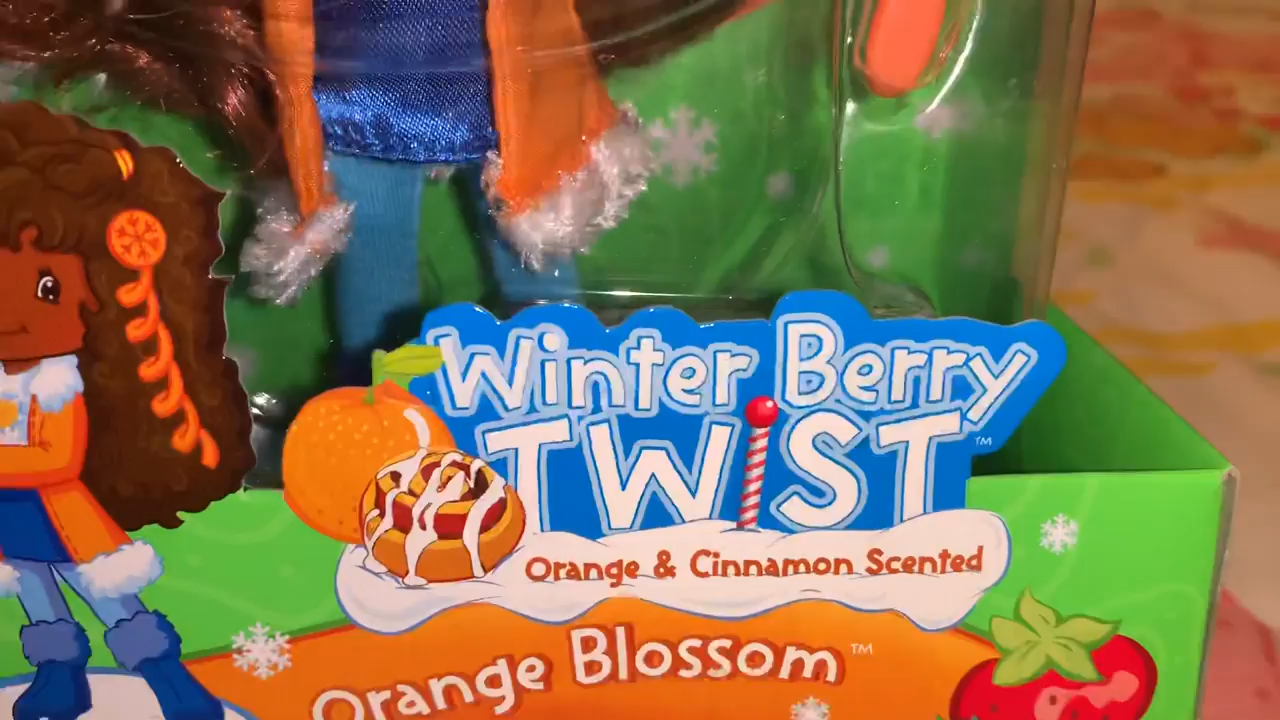 Winter Berry
TWiST™
Orange & Cinnamon Scented
Orange Blossom™